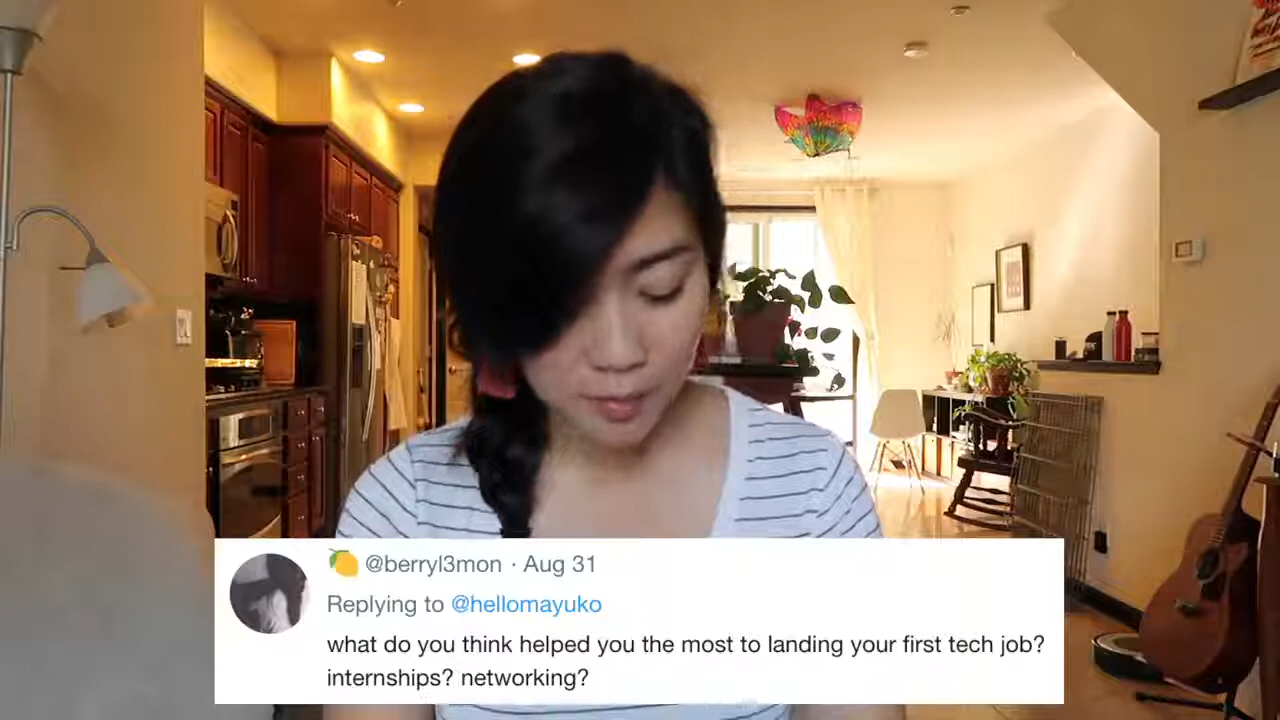 🍋 @berryl3mon · Aug 31
Replying to @hellomayuko
what do you think helped you the most to landing your first tech job?
internships? networking?